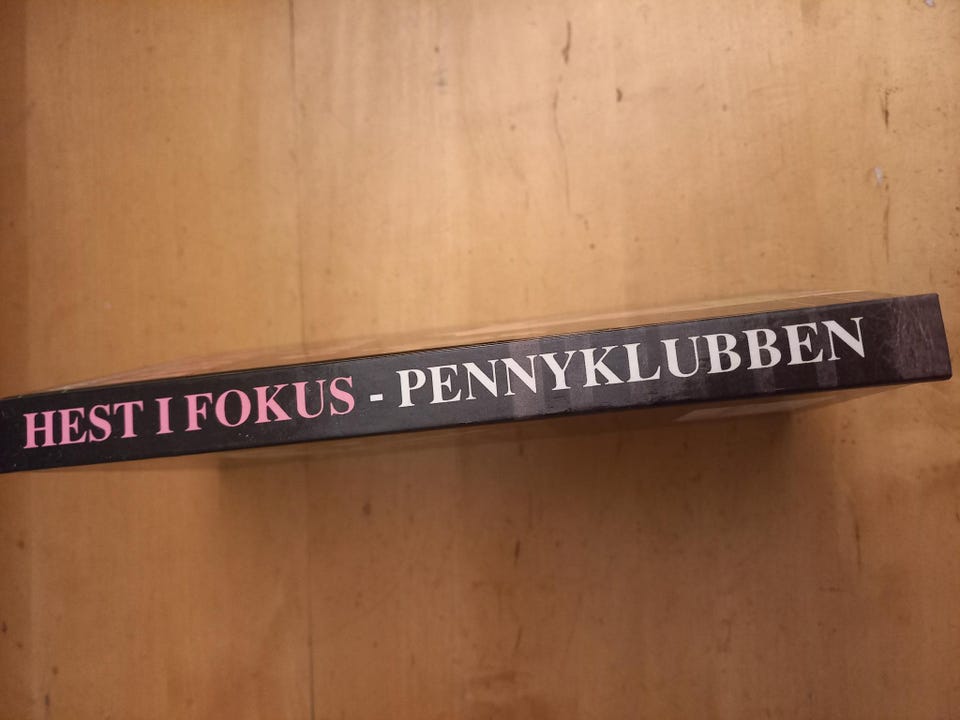 HEST I FOKUS - PENNYKLUBBEN